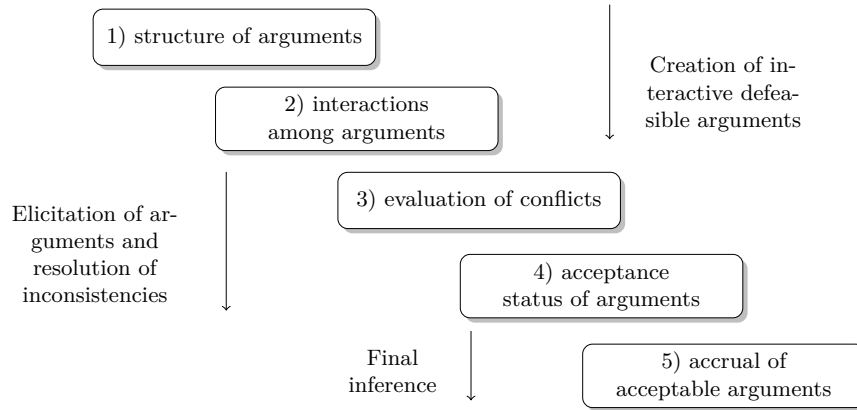 1) structure of arguments
Creation of in-
teractive defea-
sible arguments
2) interactions
among arguments
3) evaluation of conflicts
Elicitation of ar-
guments and
resolution of
inconsistencies
4) acceptance
status of arguments
Final
inference
5) accrual of
acceptable arguments